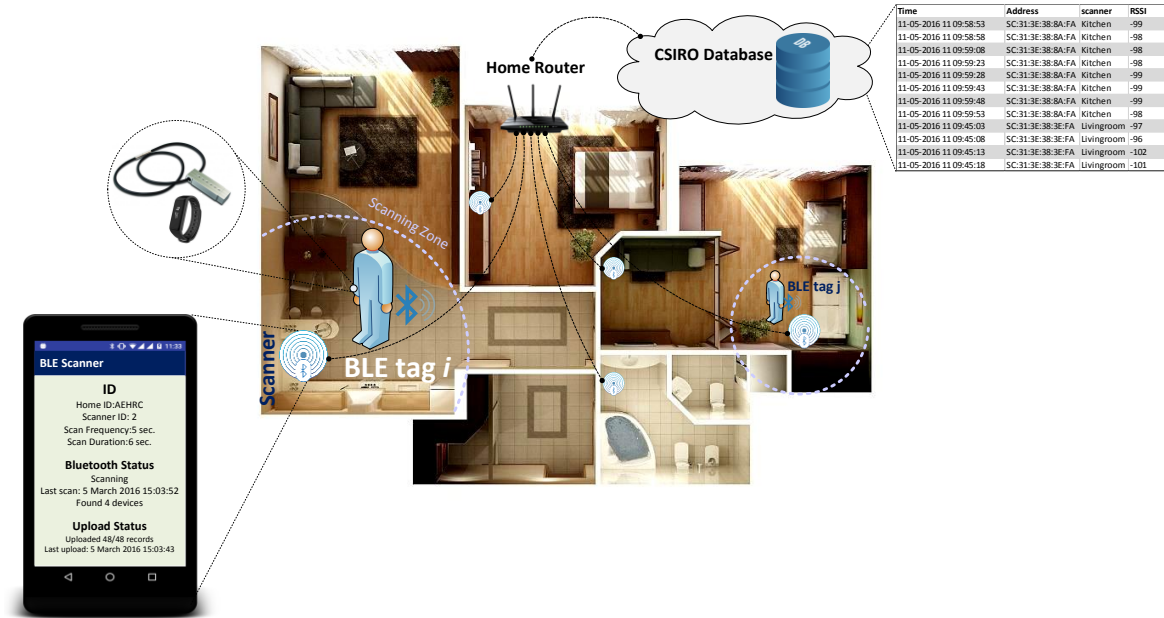 Time Address scanner RSSI
11-05-2016 11 09:58:53 SC:31:3E:38:8A:FA Kitchen -99
11-05-2016 11 09:58:58 SC:31:3E:38:8A:FA Kitchen -98
11-05-2016 11 09:59:08 SC:31:3E:38:8A:FA Kitchen -98
11-05-2016 11 09:59:23 SC:31:3E:38:8A:FA Kitchen -98
11-05-2016 11 09:59:28 SC:31:3E:38:8A:FA Kitchen -99
11-05-2016 11 09:59:43 SC:31:3E:38:8A:FA Kitchen -99
11-05-2016 11 09:59:48 SC:31:3E:38:8A:FA Kitchen -99
11-05-2016 11 09:59:53 SC:31:3E:38:8A:FA Kitchen -98
11-05-2016 11 09:45:03 SC:31:3E:38:3E:FA Livingroom -97
11-05-2016 11 09:45:08 SC:31:3E:38:3E:FA Livingroom -96
11-05-2016 11 09:45:13 SC:31:3E:38:3E:FA Livingroom -102
11-05-2016 11 09:45:18 SC:31:3E:38:3E:FA Livingroom -101
CSIRO Database
DB
Home Router
Scanning Zone
BLE tag j
Scanner
BLE tag i
11:33
BLE Scanner
ID
Home ID:AEHRC
Scanner ID: 2
Scan Frequency:5 sec.
Scan Duration:6 sec.
Bluetooth Status
Scanning
Last scan: 5 March 2016 15:03:52
Found 4 devices
Upload Status
Uploaded 48/48 records
Last upload: 5 March 2016 15:03:43